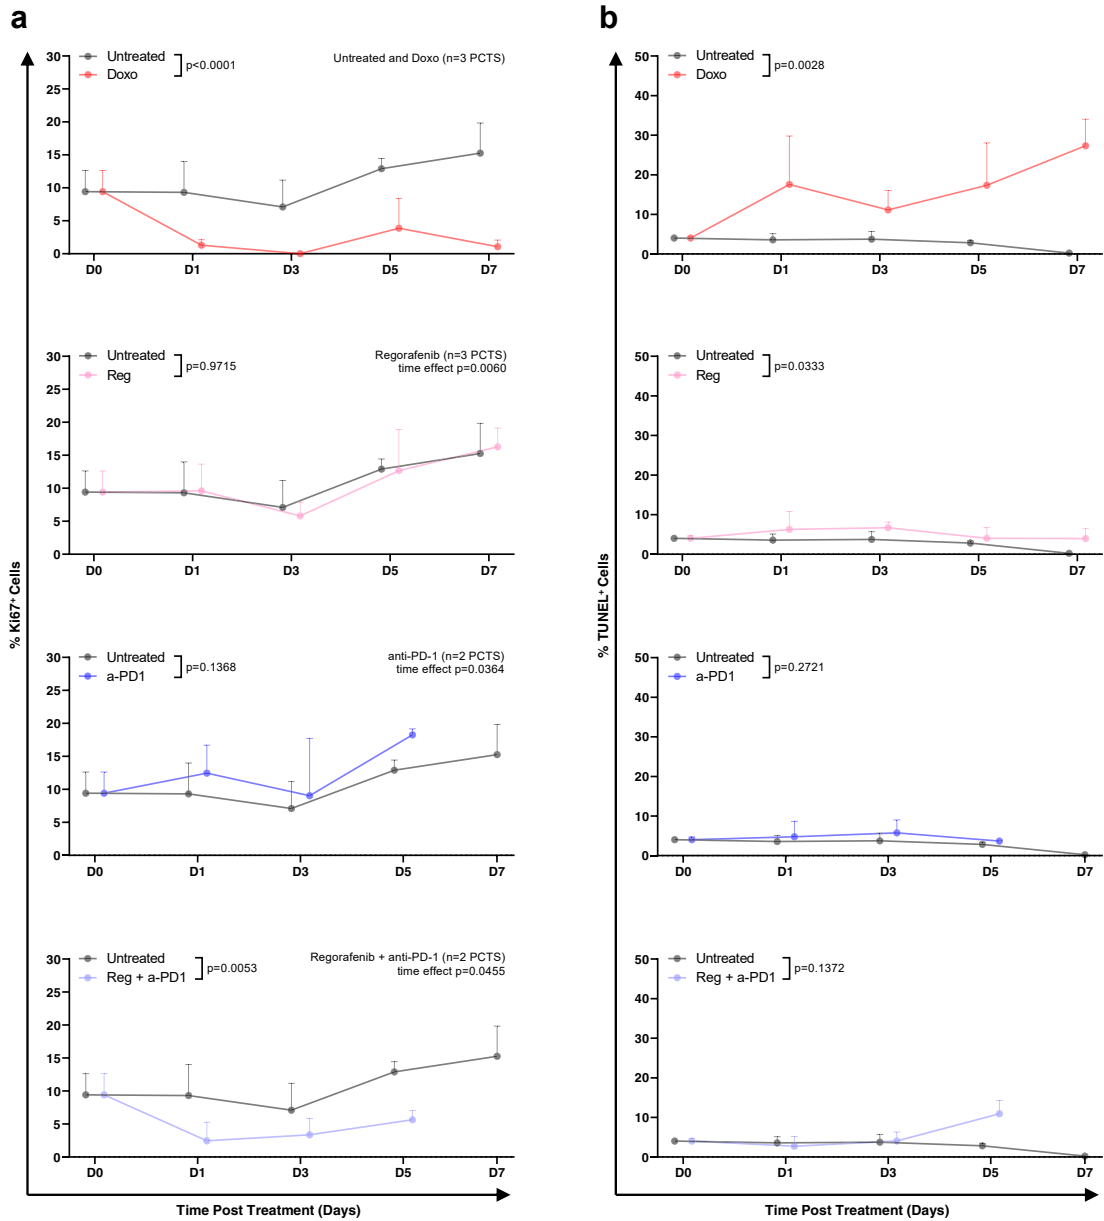 a
% Ki67⁺ Cells
Untreated
Doxo
p<0.0001
Untreated and Doxo (n=3 PCTS)
30
25
20
15
10
5
0
D0 D1 D3 D5 D7
Untreated
Reg
p=0.9715
Regorafenib (n=3 PCTS)
time effect p=0.0060
30
25
20
15
10
5
0
D0 D1 D3 D5 D7
Untreated
a-PD1
p=0.1368
anti-PD-1 (n=2 PCTS)
time effect p=0.0364
30
25
20
15
10
5
0
D0 D1 D3 D5 D7
Untreated
Reg + a-PD1
p=0.0053
Regorafenib + anti-PD-1 (n=2 PCTS)
time effect p=0.0455
30
25
20
15
10
5
0
D0 D1 D3 D5 D7
Time Post Treatment (Days)
b
% TUNEL⁺ Cells
Untreated
Doxo
p=0.0028
50
40
30
20
10
0
D0 D1 D3 D5 D7
Untreated
Reg
p=0.0333
50
40
30
20
10
0
D0 D1 D3 D5 D7
Untreated
a-PD1
p=0.2721
50
40
30
20
10
0
D0 D1 D3 D5 D7
Untreated
Reg + a-PD1
p=0.1372
50
40
30
20
10
0
D0 D1 D3 D5 D7
Time Post Treatment (Days)